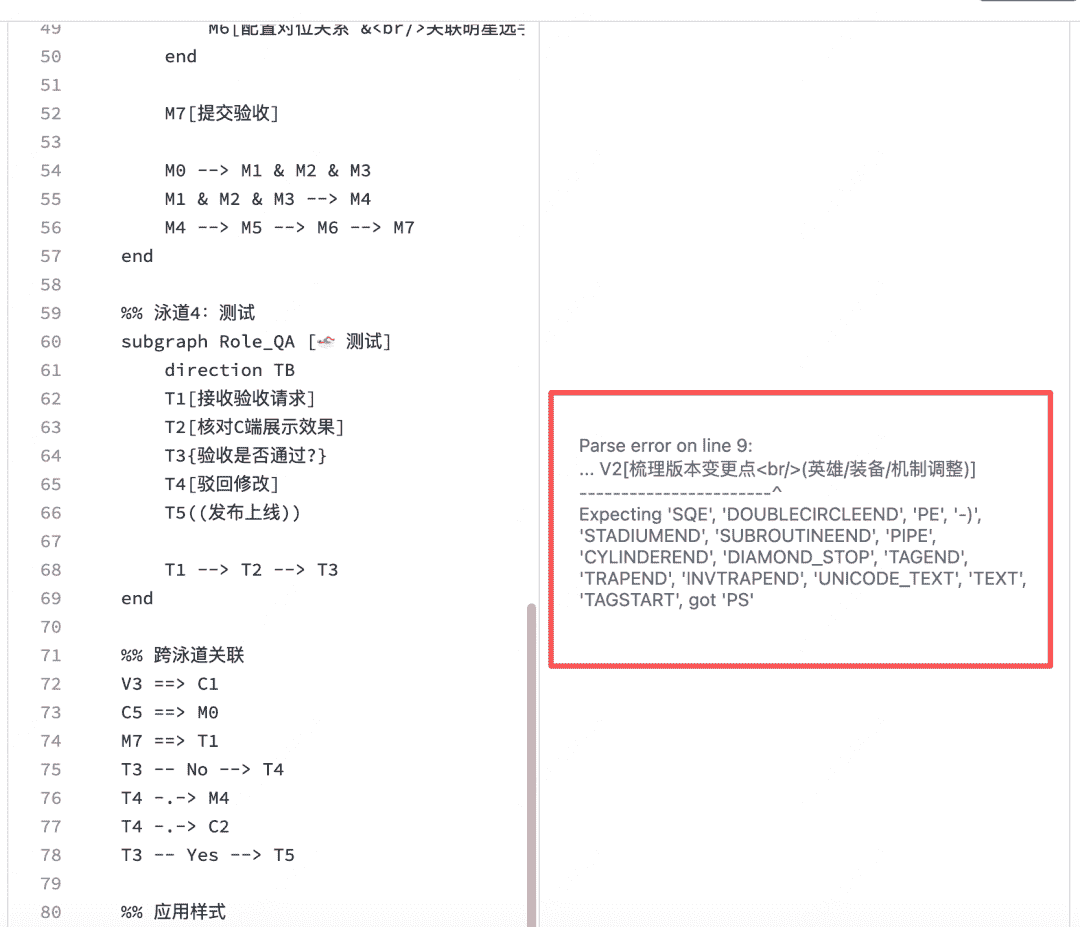 49 M6[配置对位关系 &<br/>关联明星选手
50 end
51
52 M7[提交验收]
53
54 M0 --> M1 & M2 & M3
55 M1 & M2 & M3 --> M4
56 M4 --> M5 --> M6 --> M7
57 end
58
59 %% 泳道4: 测试
60 subgraph Role_QA [ 测试]
61 direction TB
62 T1[接收验收请求]
63 T2[核对C端展示效果]
64 T3{验收是否通过?}
65 T4[驳回修改]
66 T5((发布上线))
67
68 T1 --> T2 --> T3
69 end
70
71 %% 跨泳道关联
72 V3 ==> C1
73 C5 ==> M0
74 M7 ==> T1
75 T3 -- No --> T4
76 T4 -.-> M4
77 T4 -.-> C2
78 T3 -- Yes --> T5
79
80 %% 应用样式
Parse error on line 9:
... V2[梳理版本变更点<br/>(英雄/装备/机制调整)]
-----------------------^
Expecting 'SQE', 'DOUBLECIRCLEEND', 'PE', '-)',
'STADIUMEND', 'SUBROUTINEEND', 'PIPE',
'CYLINDEREND', 'DIAMOND_STOP', 'TAGEND',
'TRAPEND', 'INVTRAPEND', 'UNICODE_TEXT', 'TEXT',
'TAGSTART', got 'PS'